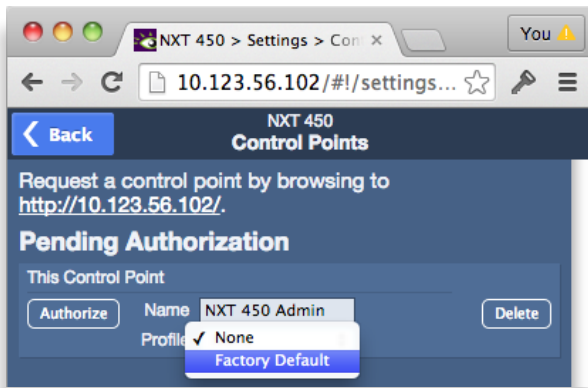 NXT 450 > Settings > Con
You
10.123.56.102/#!/settings...
Back
NXT 450
Control Points
Request a control point by browsing to
http://10.123.56.102/.
Pending Authorization
This Control Point
Authorize Name NXT 450 Admin Delete
Profile ✓ None
Factory Default